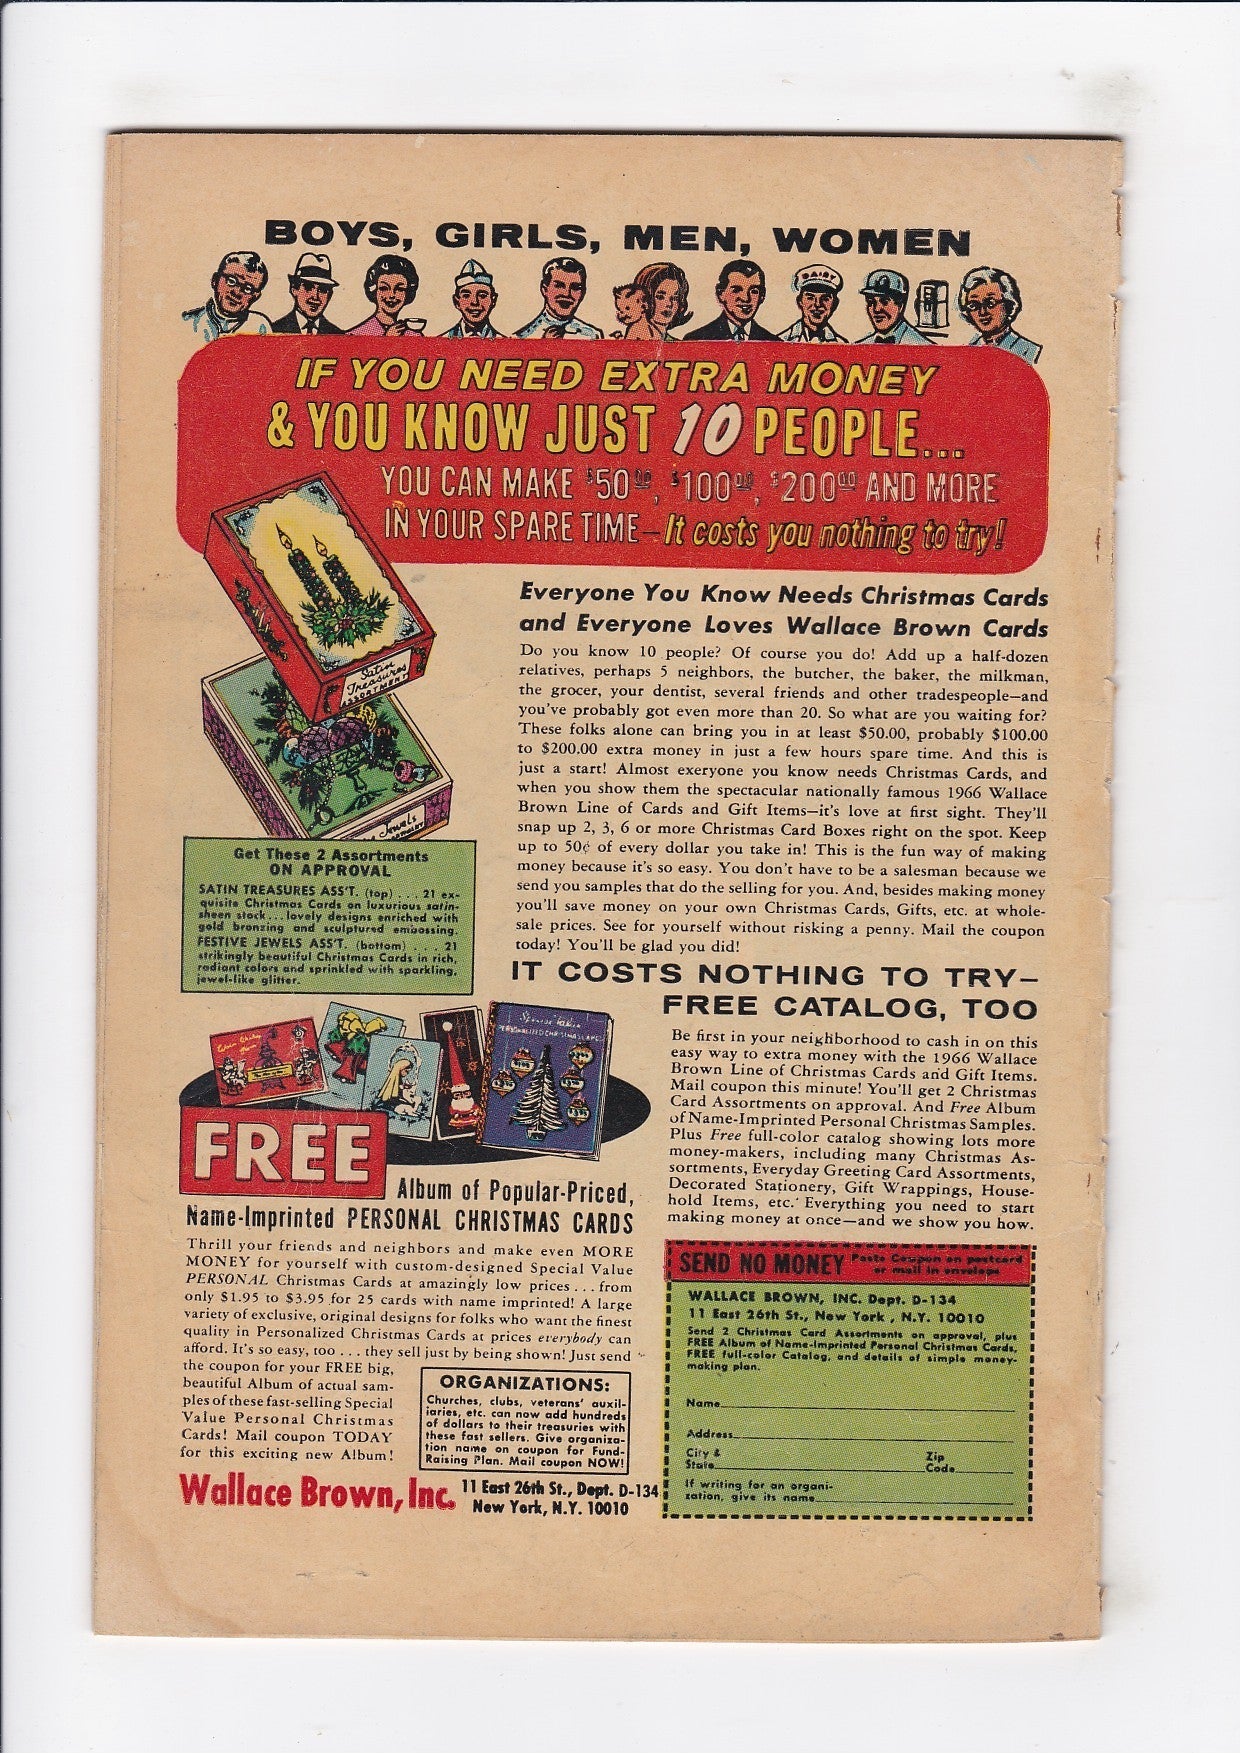 BOYS, GIRLS, MEN, WOMEN
DAIRY
IF YOU NEED EXTRA MONEY
& YOU KNOW JUST 10 PEOPLE...
YOU CAN MAKE $50.00, $100.00, $200.00 AND MORE
IN YOUR SPARE TIME—It costs you nothing to try!
Satin
Treasures
ASSORTMENT
Jewels
Everyone You Know Needs Christmas Cards
and Everyone Loves Wallace Brown Cards
Do you know 10 people? Of course you do! Add up a half-dozen
relatives, perhaps 5 neighbors, the butcher, the baker, the milkman,
the grocer, your dentist, several friends and other tradespeople—and
you've probably got even more than 20. So what are you waiting for?
These folks alone can bring you in at least $50.00, probably $100.00
to $200.00 extra money in just a few hours spare time. And this is
just a start! Almost exeryone you know needs Christmas Cards, and
when you show them the spectacular nationally famous 1966 Wallace
Brown Line of Cards and Gift Items—it's love at first sight. They'll
snap up 2, 3, 6 or more Christmas Card Boxes right on the spot. Keep
up to 50¢ of every dollar you take in! This is the fun way of making
money because it's so easy. You don't have to be a salesman because we
send you samples that do the selling for you. And, besides making money
you'll save money on your own Christmas Cards, Gifts, etc. at whole-
sale prices. See for yourself without risking a penny. Mail the coupon
today! You'll be glad you did!
Get These 2 Assortments
ON APPROVAL
SATIN TREASURES ASS'T. (top) . . . 21 ex-
quisite Christmas Cards on luxurious satin-
sheen stock...lovely designs enriched with
gold bronzing and sculptured embossing.
FESTIVE JEWELS ASS'T. (bottom) . . . 21
strikingly beautiful Christmas Cards in rich,
radiant colors and sprinkled with sparkling,
jewel-like glitter.
IT COSTS NOTHING TO TRY—
FREE CATALOG, TOO
Be first in your neighborhood to cash in on this
easy way to extra money with the 1966 Wallace
Brown Line of Christmas Cards and Gift Items.
Mail coupon this minute! You'll get 2 Christmas
Card Assortments on approval. And Free Album
of Name-Imprinted Personal Christmas Samples.
Plus Free full-color catalog showing lots more
money-makers, including many Christmas As-
sortments, Everyday Greeting Card Assortments,
Decorated Stationery, Gift Wrappings, House-
hold Items, etc. Everything you need to start
making money at once—and we show you how.
FREE
Album of Popular-Priced,
Name-Imprinted PERSONAL CHRISTMAS CARDS
Thrill your friends and neighbors and make even MORE
MONEY for yourself with custom-designed Special Value
PERSONAL Christmas Cards at amazingly low prices . . . from
only $1.95 to $3.95 for 25 cards with name imprinted! A large
variety of exclusive, original designs for folks who want the finest
quality in Personalized Christmas Cards at prices everybody can
afford. It's so easy, too . . . they sell just by being shown! Just send
the coupon for your FREE big,
beautiful Album of actual sam-
ples of these fast-selling Special
Value Personal Christmas
Cards! Mail coupon TODAY
for this exciting new Album!
ORGANIZATIONS:
Churches, clubs, veterans' auxil-
iaries, etc. can now add hundreds
of dollars to their treasuries with
these fast sellers. Give organiza-
tion name on coupon for Fund-
Raising Plan. Mail coupon NOW!
Wallace Brown, Inc. 11 East 26th St., Dept. D-134
New York, N.Y. 10010
SEND NO MONEY Paste Coupon on postcard
or mail in envelope
WALLACE BROWN, INC. Dept. D-134
11 East 26th St., New York , N.Y. 10010
Send 2 Christmas Card Assortments on approval, plus
FREE Album of Name-Imprinted Personal Christmas Cards,
FREE full-color Catalog, and details of simple money-
making plan.
Name
Address
City & Zip
State Code
If writing for an organi-
zation, give its name